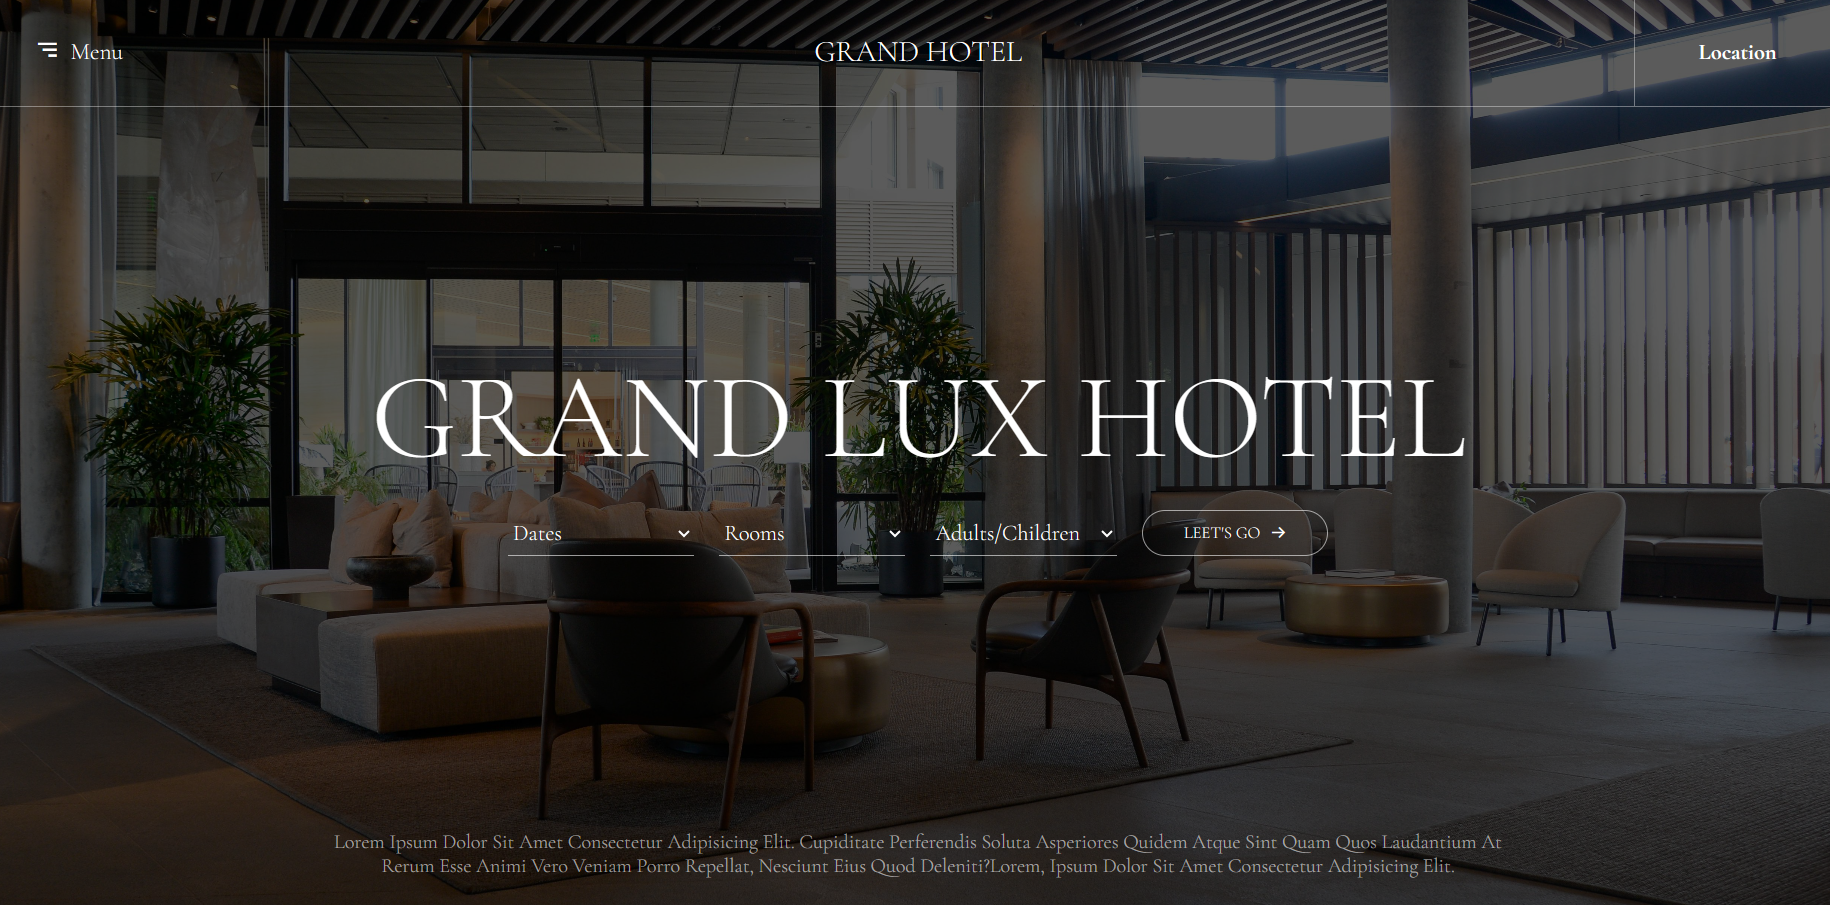 Menu
GRAND HOTEL
Location
GRAND LUX HOTEL
Dates
Rooms
Adults/Children
LEET'S GO
Lorem Ipsum Dolor Sit Amet Consectetur Adipisicing Elit. Cupiditate Perferendis Soluta Asperiores Quidem Atque Sint Quam Quos Laudantium At
Rerum Esse Animi Vero Veniam Porro Repellat, Nesciunt Eius Quod Deleniti?Lorem, Ipsum Dolor Sit Amet Consectetur Adipisicing Elit.